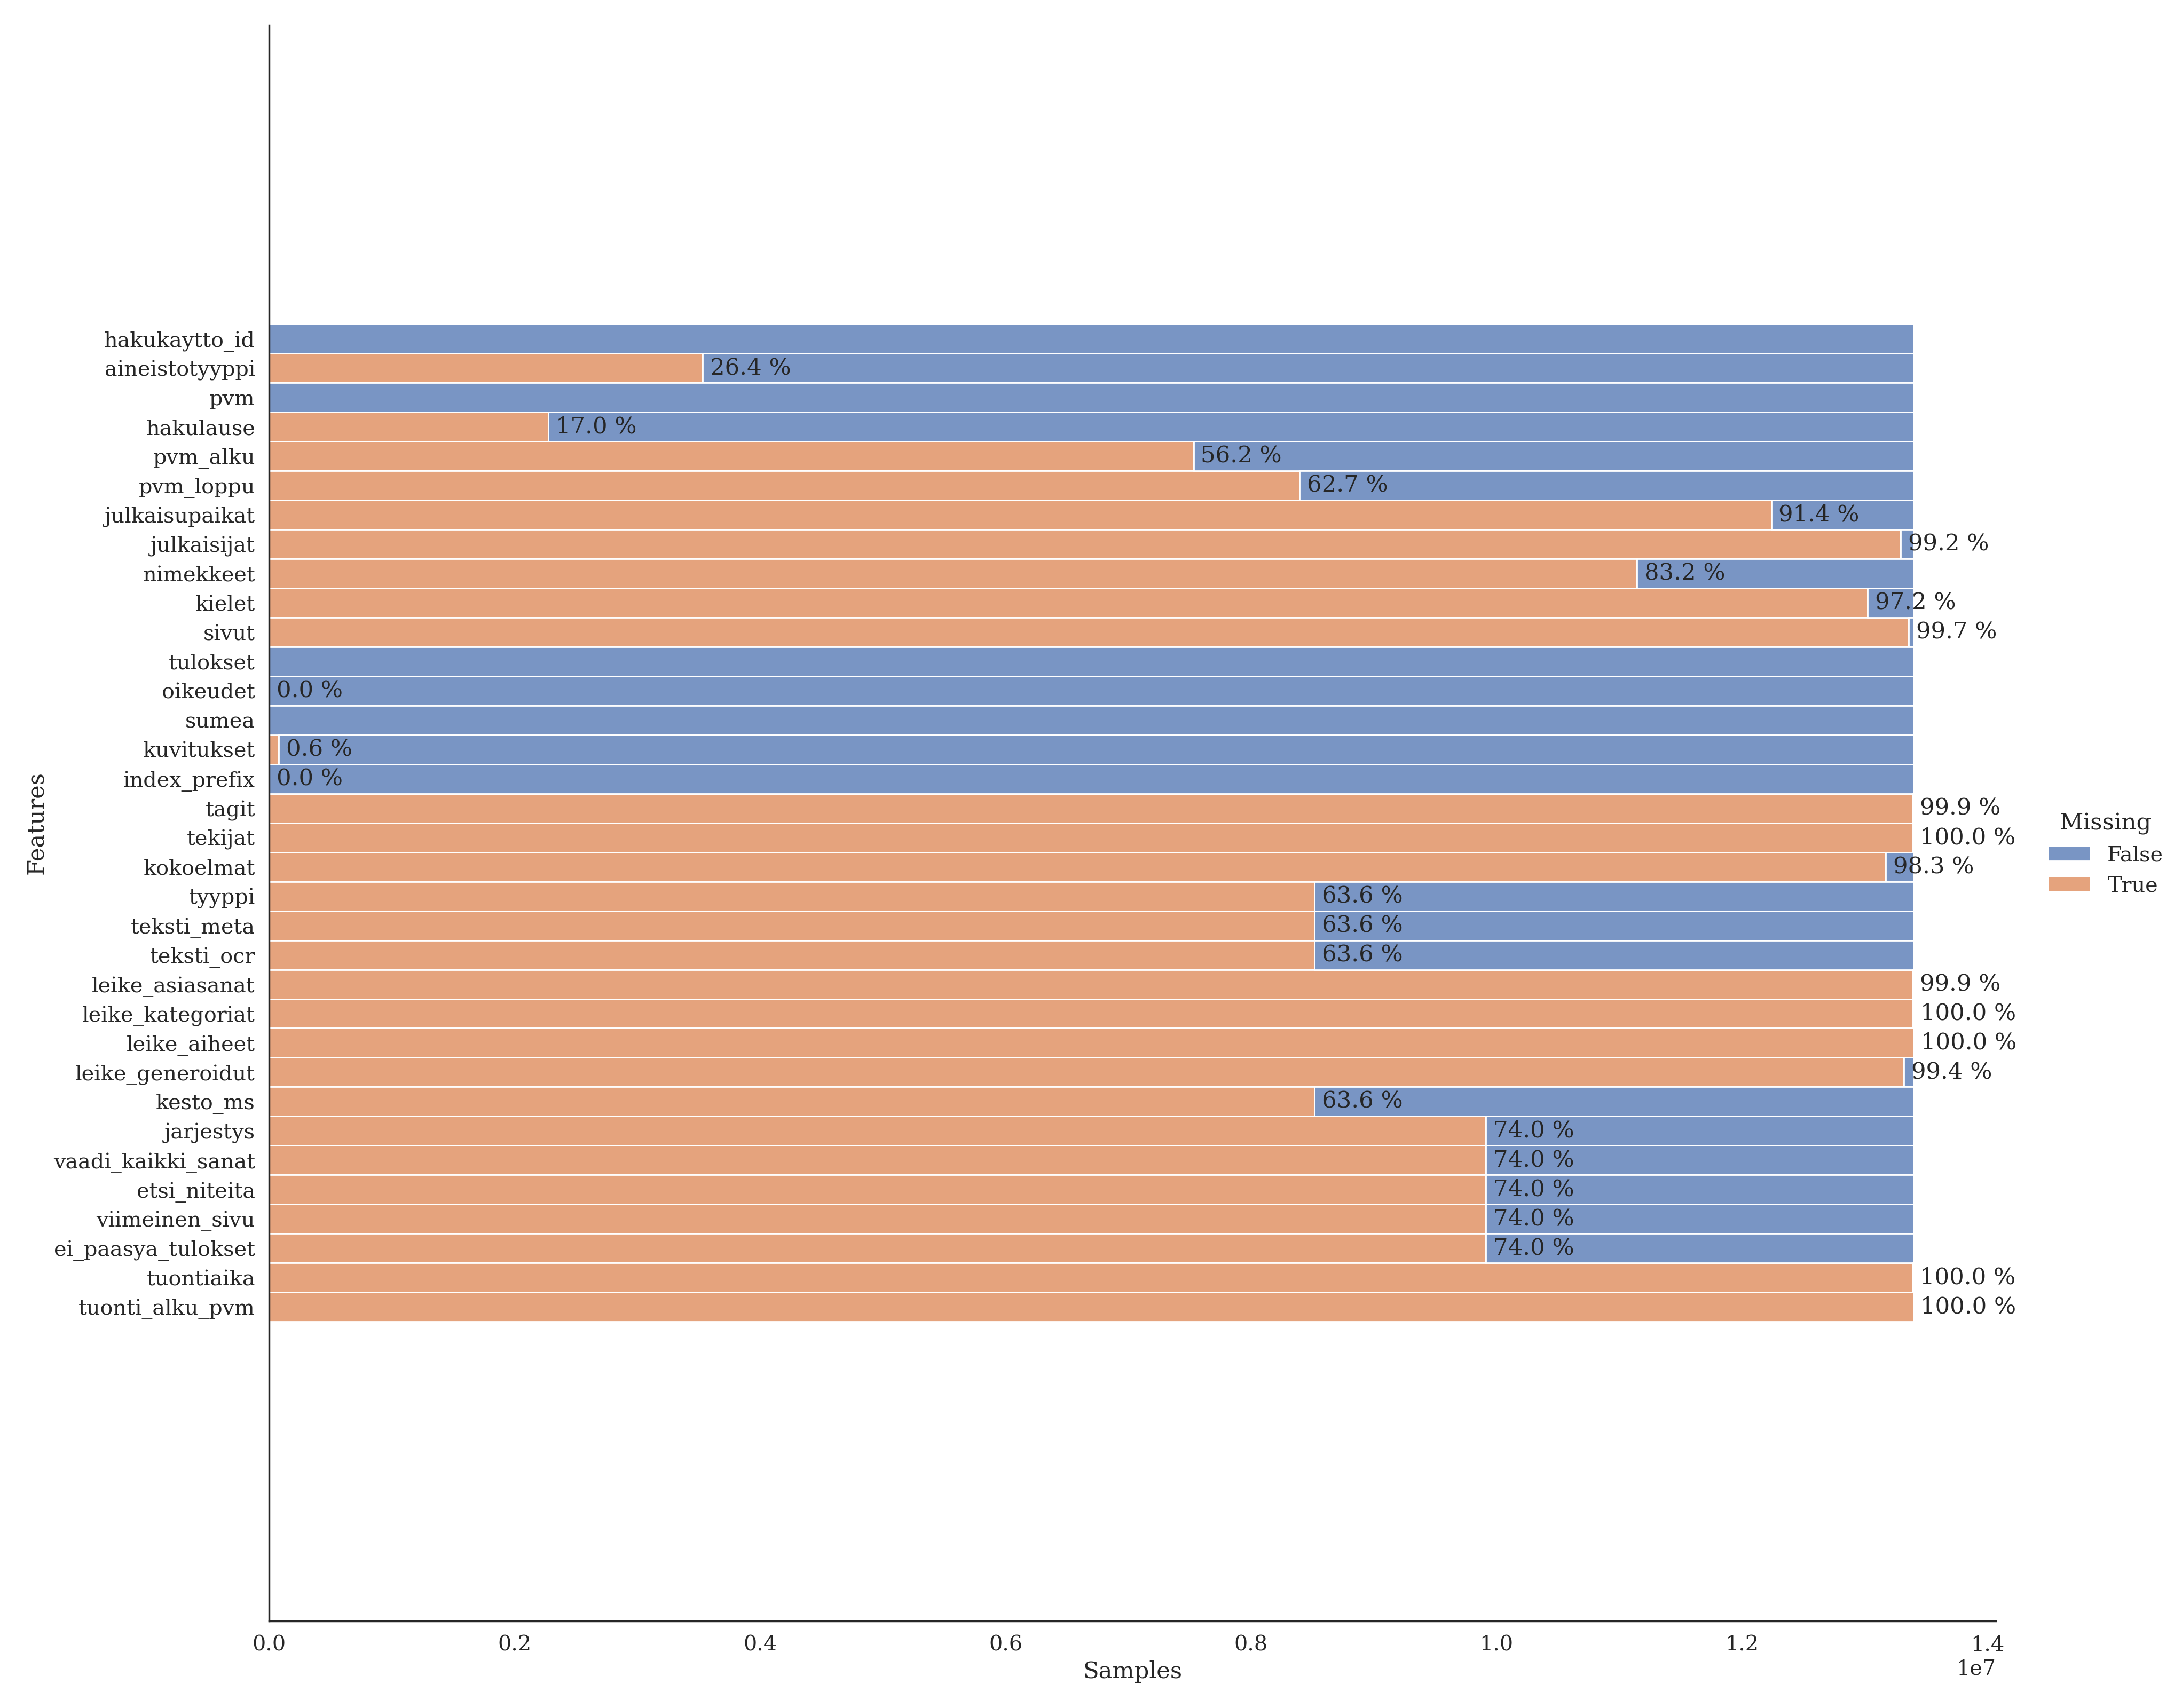 hakukaytto_id
aineistotyyppi 26.4 %
pvm
hakulause 17.0 %
pvm_alku 56.2 %
pvm_loppu 62.7 %
julkaisupaikat 91.4 %
julkaisijat 99.2 %
nimekkeet 83.2 %
kielet 97.2 %
sivut 99.7 %
tulokset
oikeudet 0.0 %
sumea
kuvitukset 0.6 %
index_prefix 0.0 %
tagit 99.9 %
tekijat 100.0 %
kokoelmat 98.3 %
tyyppi 63.6 %
teksti_meta 63.6 %
teksti_ocr 63.6 %
leike_asiasanat 99.9 %
leike_kategoriat 100.0 %
leike_aiheet 100.0 %
leike_generoidut 99.4 %
kesto_ms 63.6 %
jarjestys 74.0 %
vaadi_kaikki_sanat 74.0 %
etsi_niteita 74.0 %
viimeinen_sivu 74.0 %
ei_paasya_tulokset 74.0 %
tuontiaika 100.0 %
tuonti_alku_pvm 100.0 %
Features
0.0 0.2 0.4 0.6 0.8 1.0 1.2 1.4
1e7
Samples
Missing
False
True